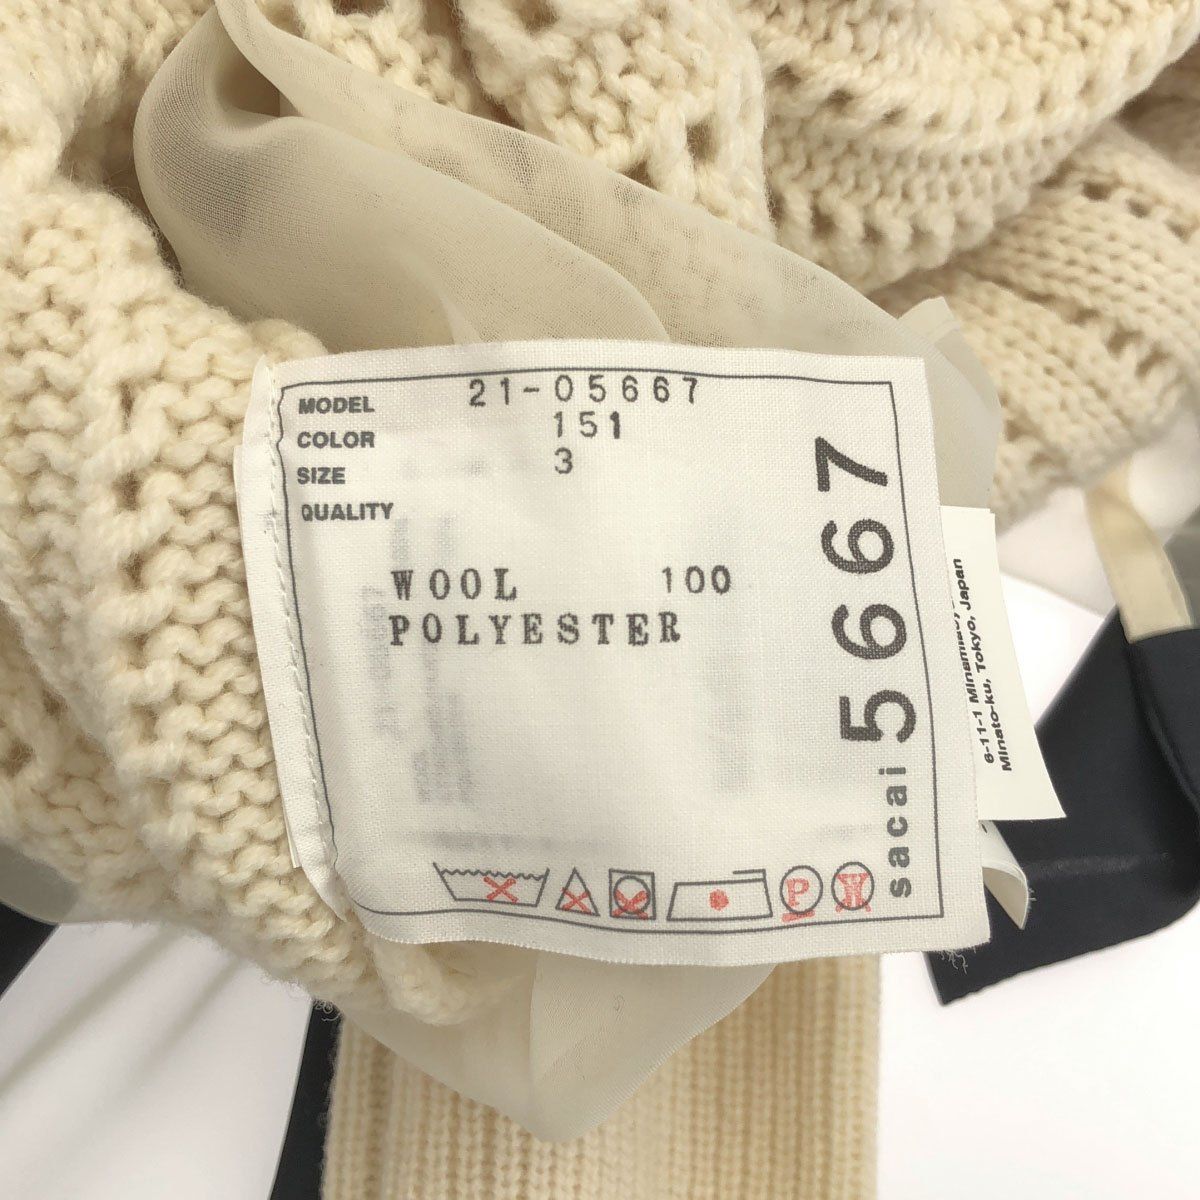 MODEL 21-05667
COLOR 151
SIZE 3
QUALITY
WOOL 100
POLYESTER
sacai 5667
P
6-11-1
Minato-ku, Tokyo, Japan